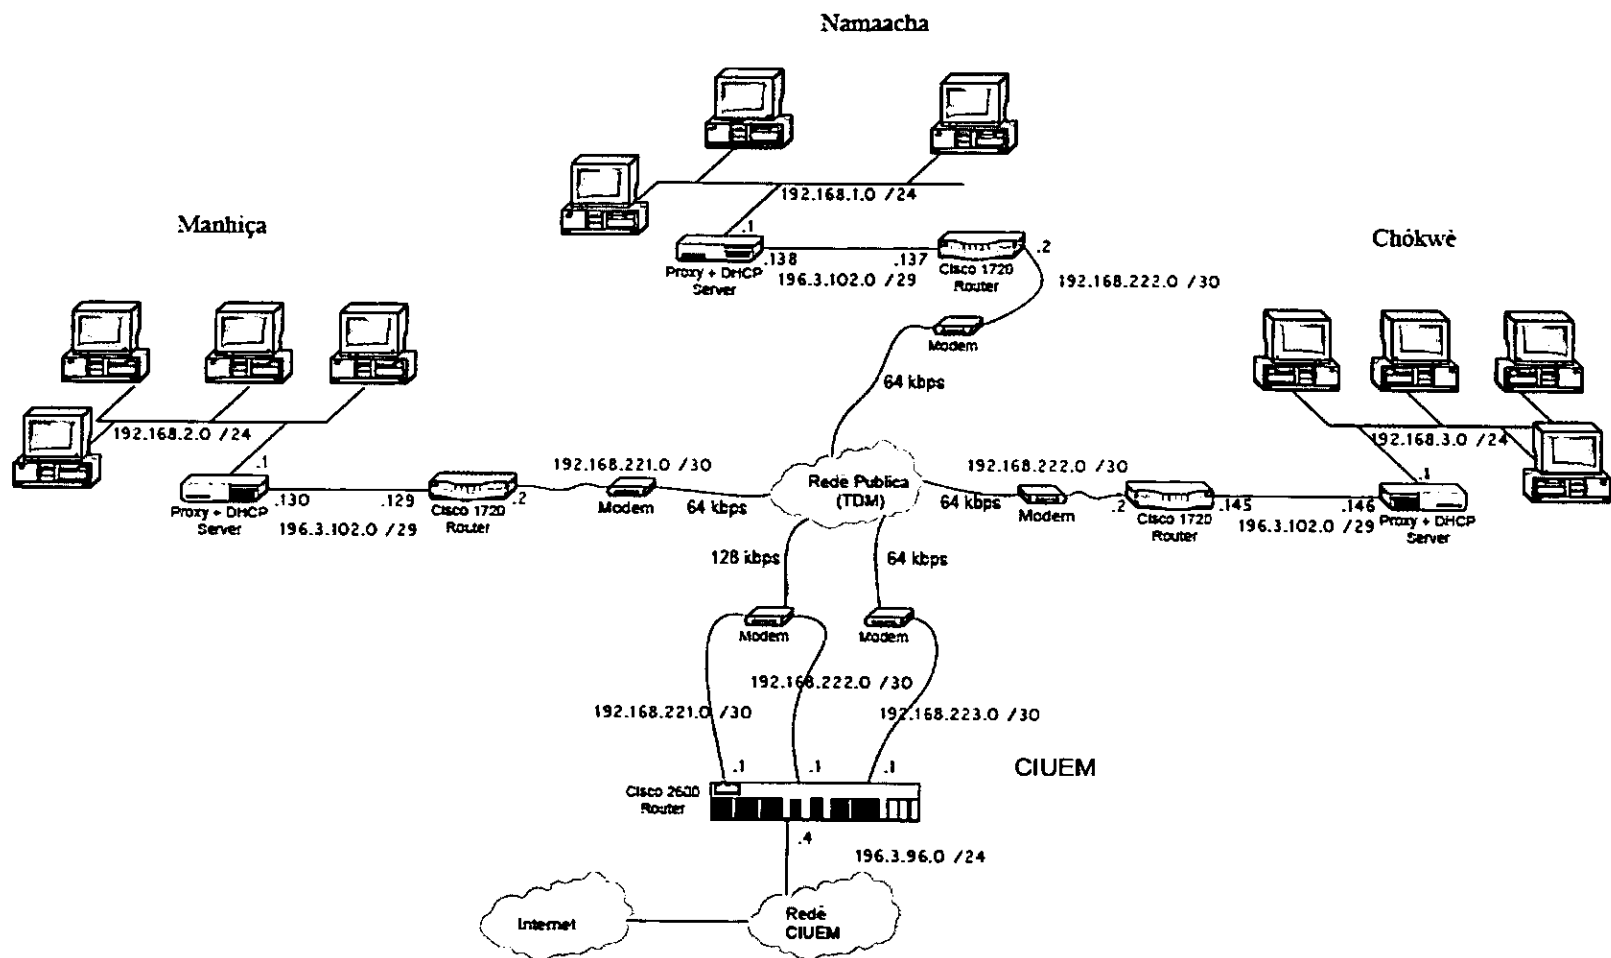 Namaacha
192.168.1.0 /24
.1
.138
.137
.2
Proxy + DHCP
Server
196.3.102.0 /29
Cisco 1720
Router
192.168.222.0 /30
Modem
64 kbps
Manhiça
192.168.2.0 /24
.1
.130
.129
.2
Proxy + DHCP
Server
196.3.102.0 /29
Cisco 1720
Router
192.168.221.0 /30
Modem
64 kbps
Rede Publica
(TDM)
Chókwè
192.168.3.0 /24
.1
192.168.222.0 /30
64 kbps
Modem
.2
Cisco 1720
Router
.145
.146
196.3.102.0 /29
Proxy + DHCP
Server
128 kbps
64 kbps
Modem
Modem
192.168.222.0 /30
192.168.221.0 /30
192.168.223.0 /30
.1
.1
.1
CIUEM
Cisco 2600
Router
.4
196.3.96.0 /24
Internet
Rede
CIUEM